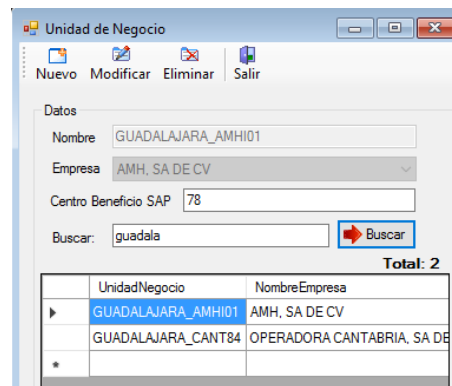 Unidad de Negocio
Nuevo Modificar Eliminar Salir
Datos
Nombre GUADALAJARA_AMHI01
Empresa AMH, SA DE CV
Centro Beneficio SAP 78
Buscar: guadala Buscar
Total: 2
UnidadNegocio NombreEmpresa
GUADALAJARA_AMHI01 AMH, SA DE CV
GUADALAJARA_CANT84 OPERADORA CANTABRIA, SA DE